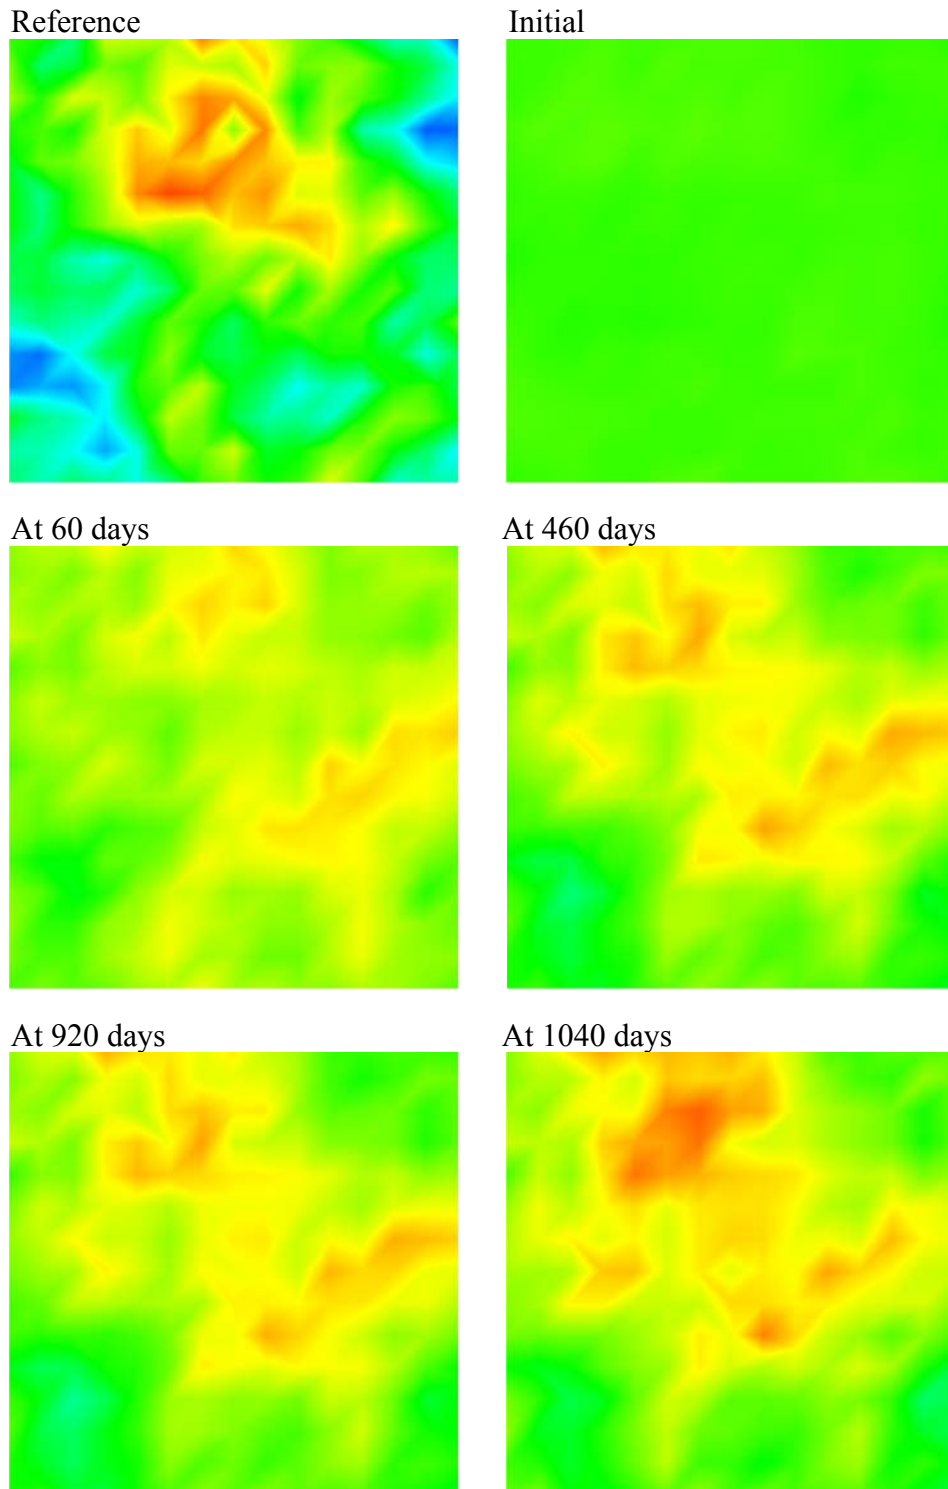 Reference
Initial
At 60 days
At 460 days
At 920 days
At 1040 days